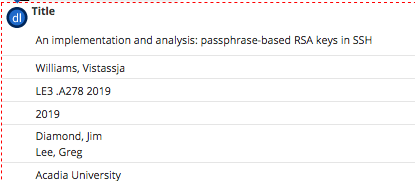 dl
Title
An implementation and analysis: passphrase-based RSA keys in SSH
Williams, Vistassja
LE3 .A278 2019
2019
Diamond, Jim
Lee, Greg
Acadia University